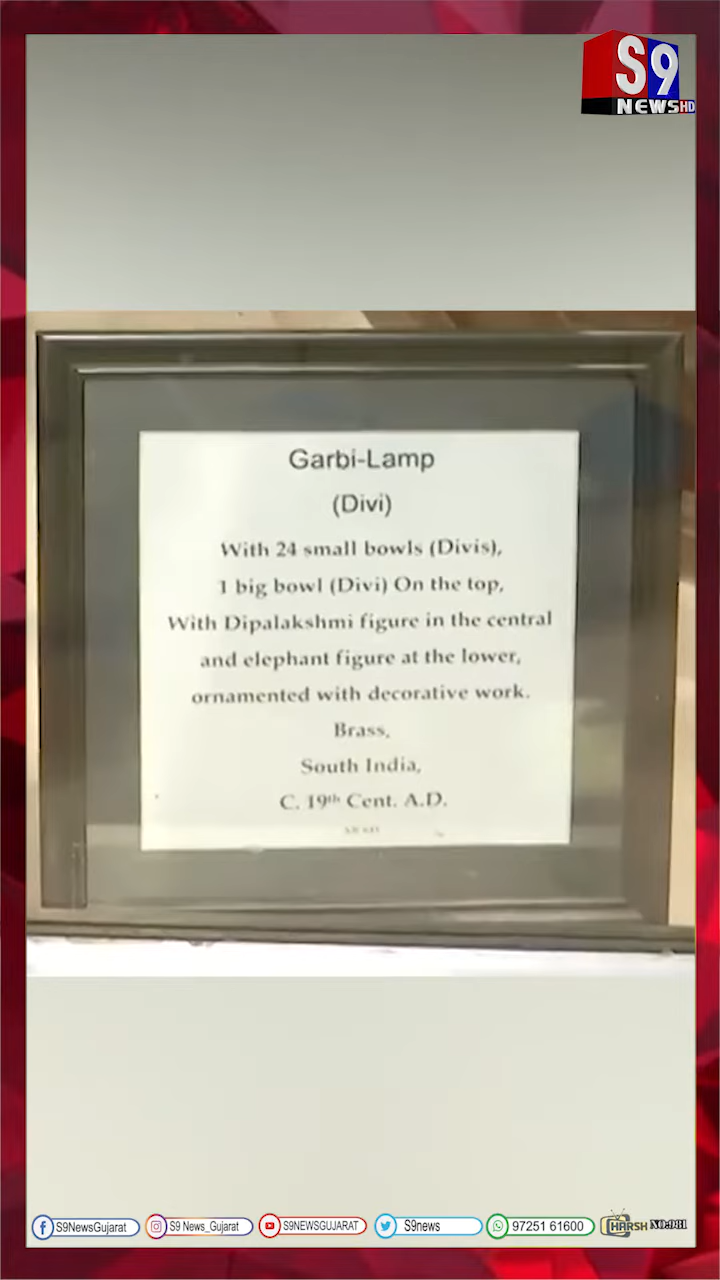 S9
NEWS HD
Garbi-Lamp
(Divi)
With 24 small bowls (Divis),
1 big bowl (Divi) On the top,
With Dipalakshmi figure in the central
and elephant figure at the lower,
ornamented with decorative work.
Brass,
South India,
C. 19th Cent. A.D.
S9NewsGujarat
S9 News_Gujarat
S9NEWSGUJARAT
S9news
97251 61600
HARSH